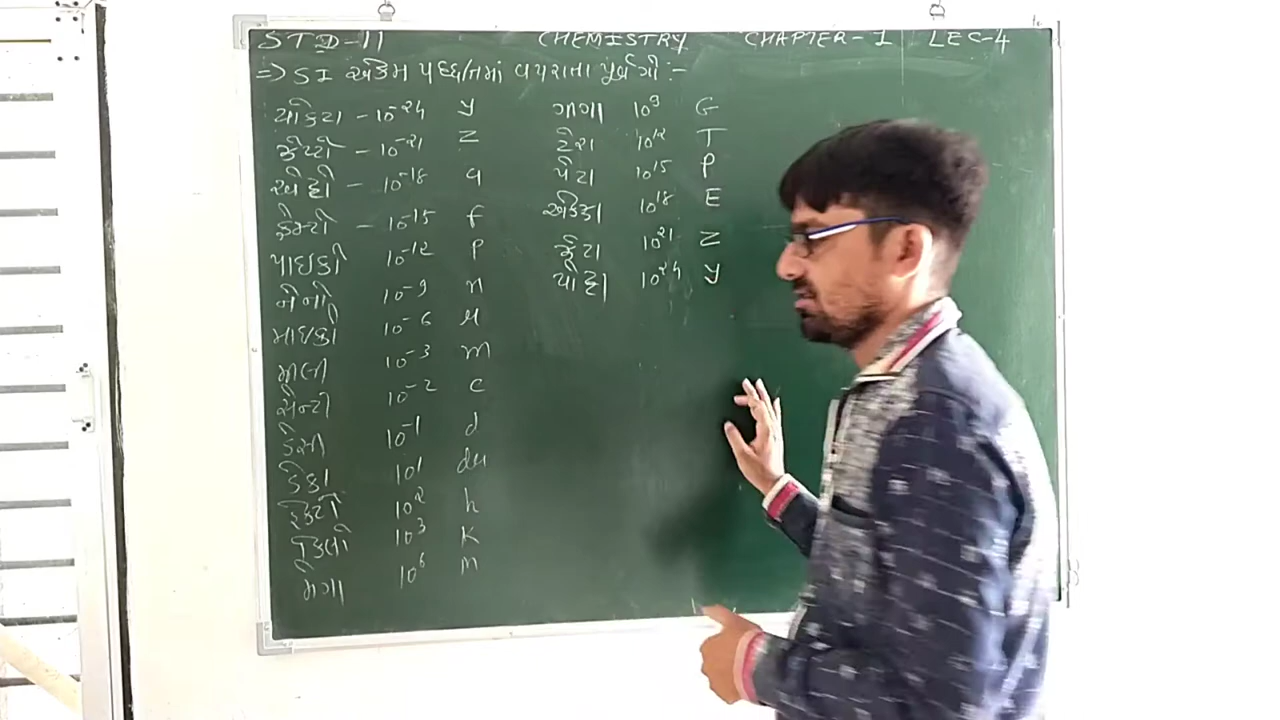 STD-11 CHEMISTRY CHAPTER-1 LEC-4
=> SI એકમ પદ્ધતિમાં વપરાતા પૂર્વગો :-
યોકટા - 10⁻²⁴ y
ઝેપ્ટો - 10⁻²¹ z
એટ્ટો - 10⁻¹⁸ a
ફેમ્ટો - 10⁻¹⁵ f
પાઇકો 10⁻¹² p
નેનો 10⁻⁹ n
માઇક્રો 10⁻⁶ μ
મીલી 10⁻³ m
સેન્ટી 10⁻² c
ડેસી 10⁻¹ d
ડેકા 10¹ da
હેક્ટો 10² h
કિલો 10³ K
મેગા 10⁶ M
ગીગા 10⁹ G
ટેરા 10¹² T
પેટા 10¹⁵ P
એકિઝા 10¹⁸ E
ઝેટા 10²¹ Z
યોટ્ટા 10²⁴ y